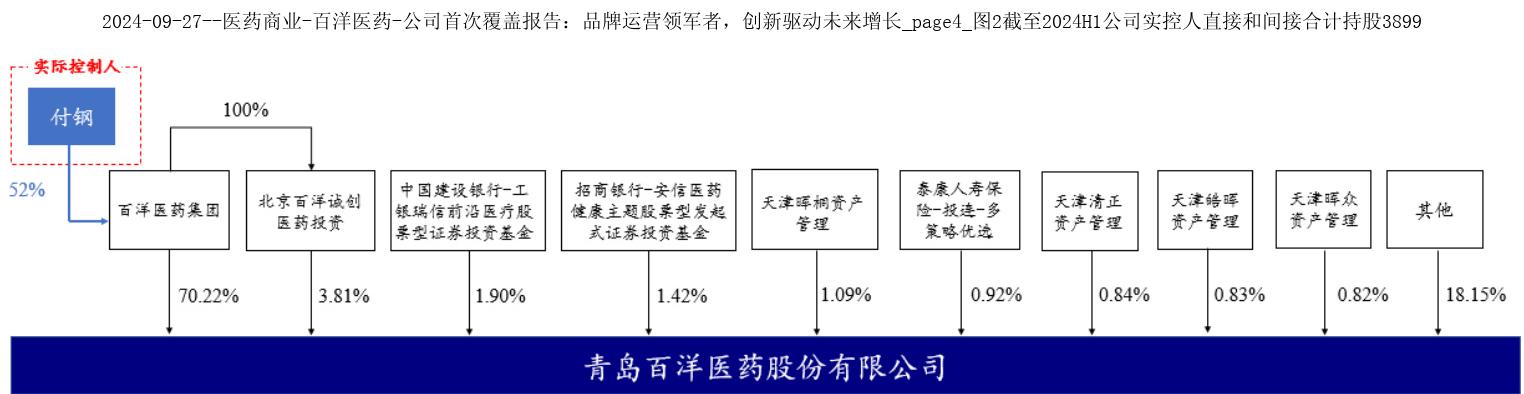 2024-09-27--医药商业-百洋医药-公司首次覆盖报告：品牌运营领军者，创新驱动未来增长_page4_图2截至2024H1公司实控人直接和间接合计持股3899
实际控制人
付钢
100%
52%
百洋医药集团
北京百洋诚创
医药投资
中国建设银行-工
银瑞信前沿医疗股
票型证券投资基金
招商银行-安信医药
健康主题股票型发起
式证券投资基金
天津晖桐资产
管理
泰康人寿保
险-投连-多
策略优选
天津清正
资产管理
天津皓晖
资产管理
天津晖众
资产管理
其他
70.22%
3.81%
1.90%
1.42%
1.09%
0.92%
0.84%
0.83%
0.82%
18.15%
青岛百洋医药股份有限公司